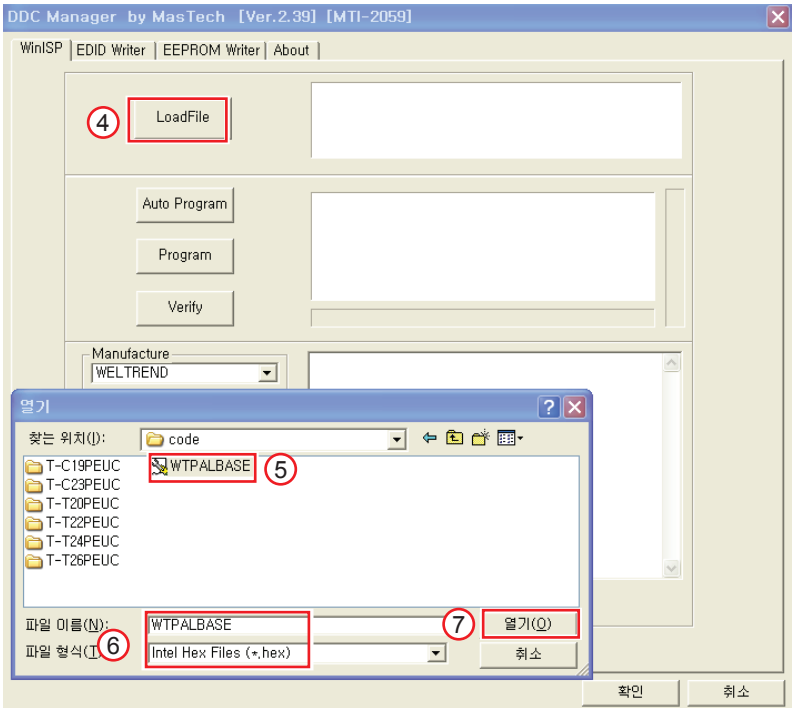 DDC Manager by MasTech [Ver.2.39] [MTI-2059]
WinISP EDID Writer EEPROM Writer About
④ LoadFile
Auto Program
Program
Verify
Manufacture
WELTREND
열기
찾는 위치(I): code
T-C19PEUC WTPALBASE ⑤
T-C23PEUC
T-T20PEUC
T-T22PEUC
T-T24PEUC
T-T26PEUC
파일 이름(N): WTPALBASE ⑦ 열기(O)
파일 형식(T ⑥ Intel Hex Files (*.hex) 취소
확인 취소